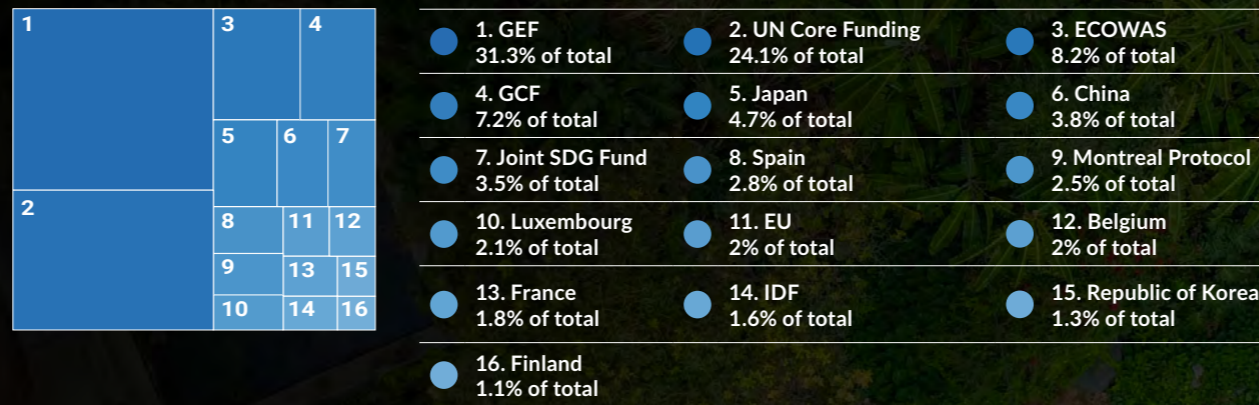 1
3
4
5
6
7
2
8
11
12
9
13
15
10
14
16
1. GEF
31.3% of total
2. UN Core Funding
24.1% of total
3. ECOWAS
8.2% of total
4. GCF
7.2% of total
5. Japan
4.7% of total
6. China
3.8% of total
7. Joint SDG Fund
3.5% of total
8. Spain
2.8% of total
9. Montreal Protocol
2.5% of total
10. Luxembourg
2.1% of total
11. EU
2% of total
12. Belgium
2% of total
13. France
1.8% of total
14. IDF
1.6% of total
15. Republic of Korea
1.3% of total
16. Finland
1.1% of total